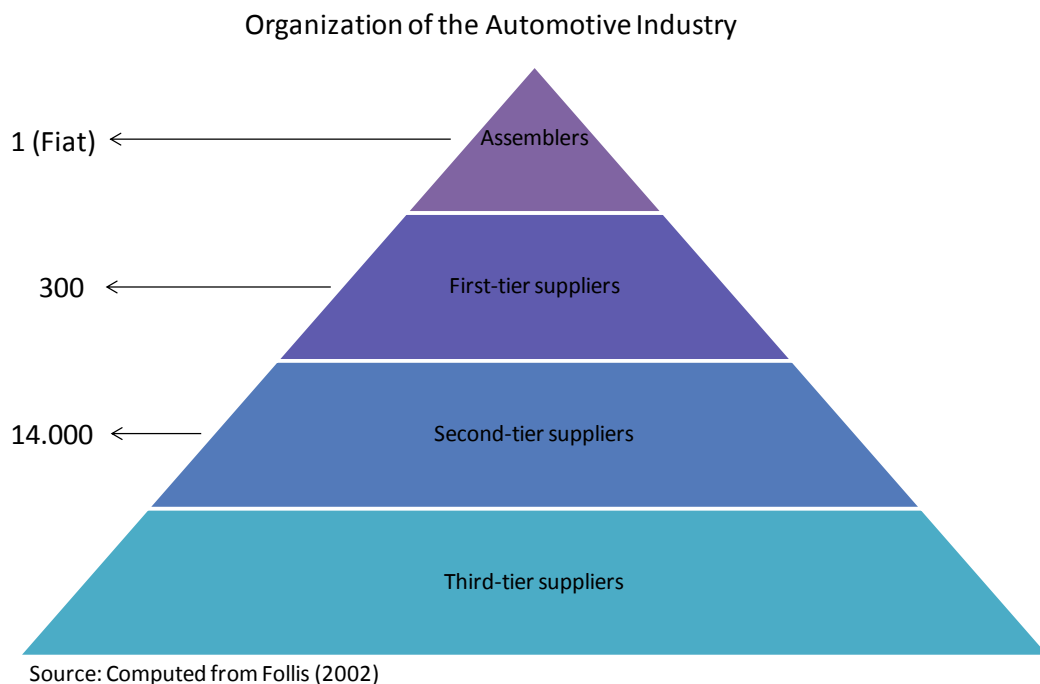 Organization of the Automotive Industry
1 (Fiat)
Assemblers
300
First-tier suppliers
14.000
Second-tier suppliers
Third-tier suppliers
Source: Computed from Follis (2002)